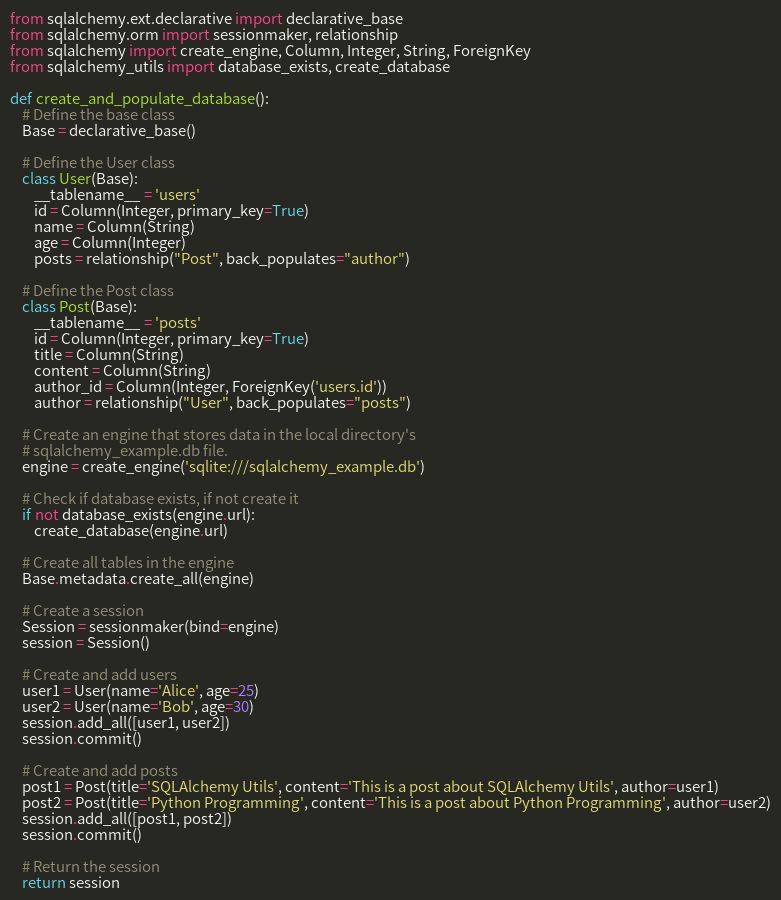 from sqlalchemy.ext.declarative import declarative_base
from sqlalchemy.orm import sessionmaker, relationship
from sqlalchemy import create_engine, Column, Integer, String, ForeignKey
from sqlalchemy_utils import database_exists, create_database

def create_and_populate_database():
    # Define the base class
    Base = declarative_base()

    # Define the User class
    class User(Base):
        __tablename__ = 'users'
        id = Column(Integer, primary_key=True)
        name = Column(String)
        age = Column(Integer)
        posts = relationship("Post", back_populates="author")

    # Define the Post class
    class Post(Base):
        __tablename__ = 'posts'
        id = Column(Integer, primary_key=True)
        title = Column(String)
        content = Column(String)
        author_id = Column(Integer, ForeignKey('users.id'))
        author = relationship("User", back_populates="posts")

    # Create an engine that stores data in the local directory's
    # sqlalchemy_example.db file.
    engine = create_engine('sqlite:///sqlalchemy_example.db')

    # Check if database exists, if not create it
    if not database_exists(engine.url):
        create_database(engine.url)

    # Create all tables in the engine
    Base.metadata.create_all(engine)

    # Create a session
    Session = sessionmaker(bind=engine)
    session = Session()

    # Create and add users
    user1 = User(name='Alice', age=25)
    user2 = User(name='Bob', age=30)
    session.add_all([user1, user2])
    session.commit()

    # Create and add posts
    post1 = Post(title='SQLAlchemy Utils', content='This is a post about SQLAlchemy Utils', author=user1)
    post2 = Post(title='Python Programming', content='This is a post about Python Programming', author=user2)
    session.add_all([post1, post2])
    session.commit()

    # Return the session
    return session